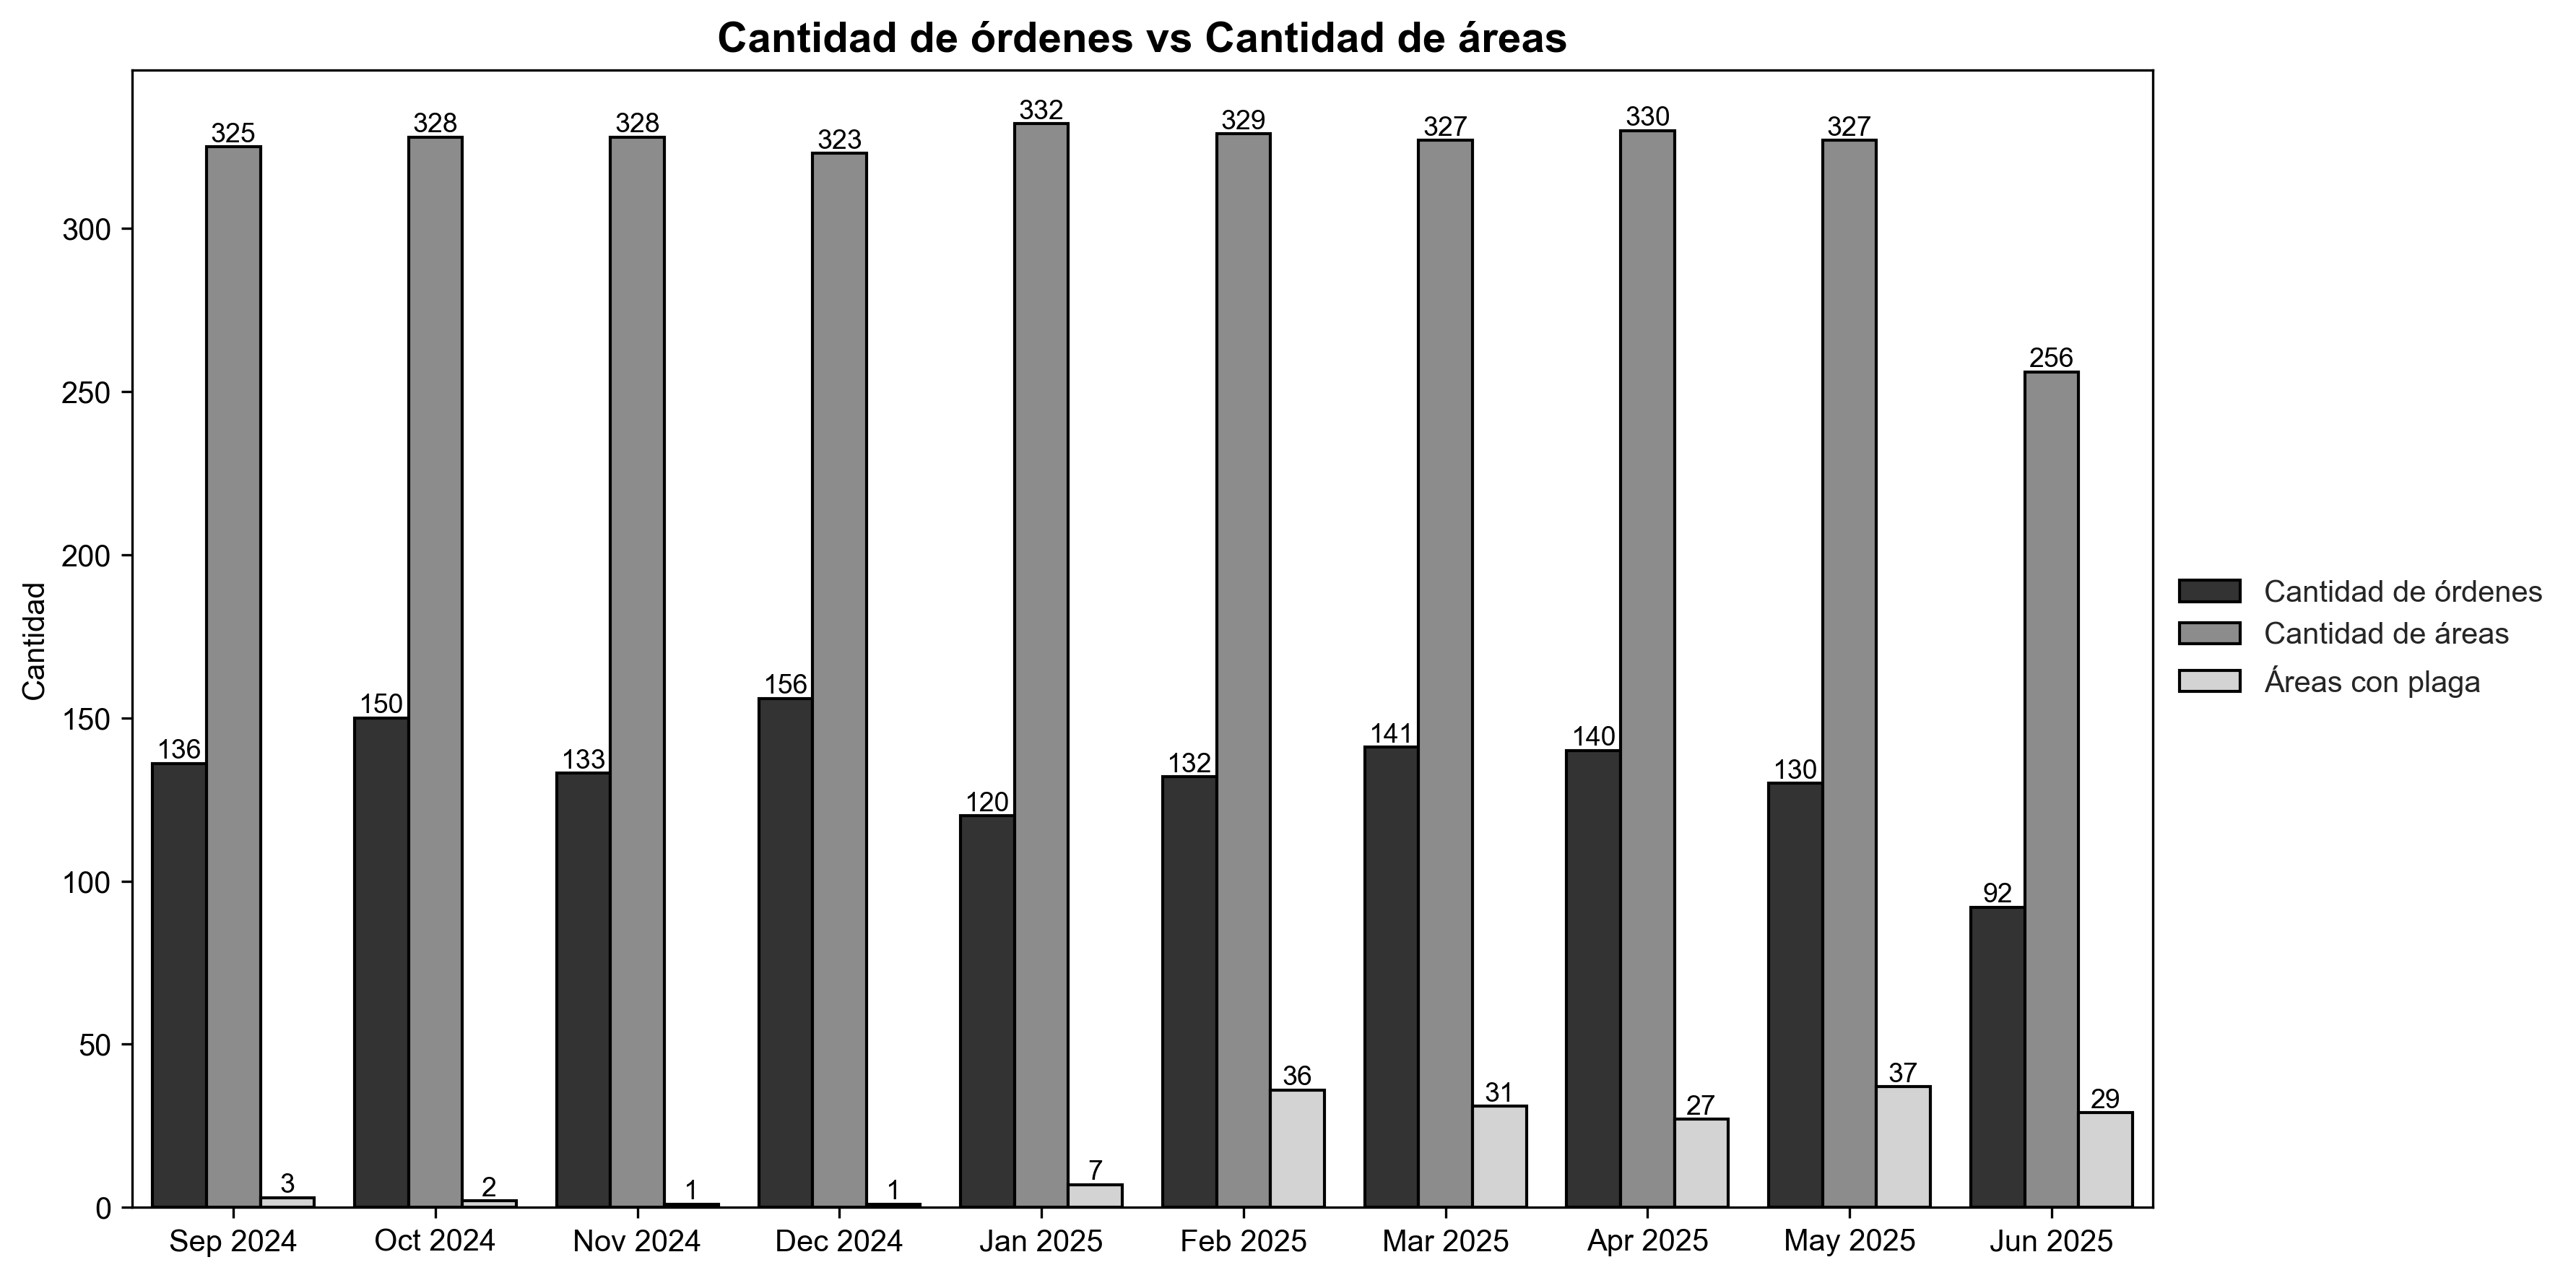 Cantidad de órdenes vs Cantidad de áreas
Cantidad
300
250
200
150
100
50
0
136 325 3
150 328 2
133 328 1
156 323 1
120 332 7
132 329 36
141 327 31
140 330 27
130 327 37
92 256 29
Sep 2024 Oct 2024 Nov 2024 Dec 2024 Jan 2025 Feb 2025 Mar 2025 Apr 2025 May 2025 Jun 2025
Cantidad de órdenes
Cantidad de áreas
Áreas con plaga